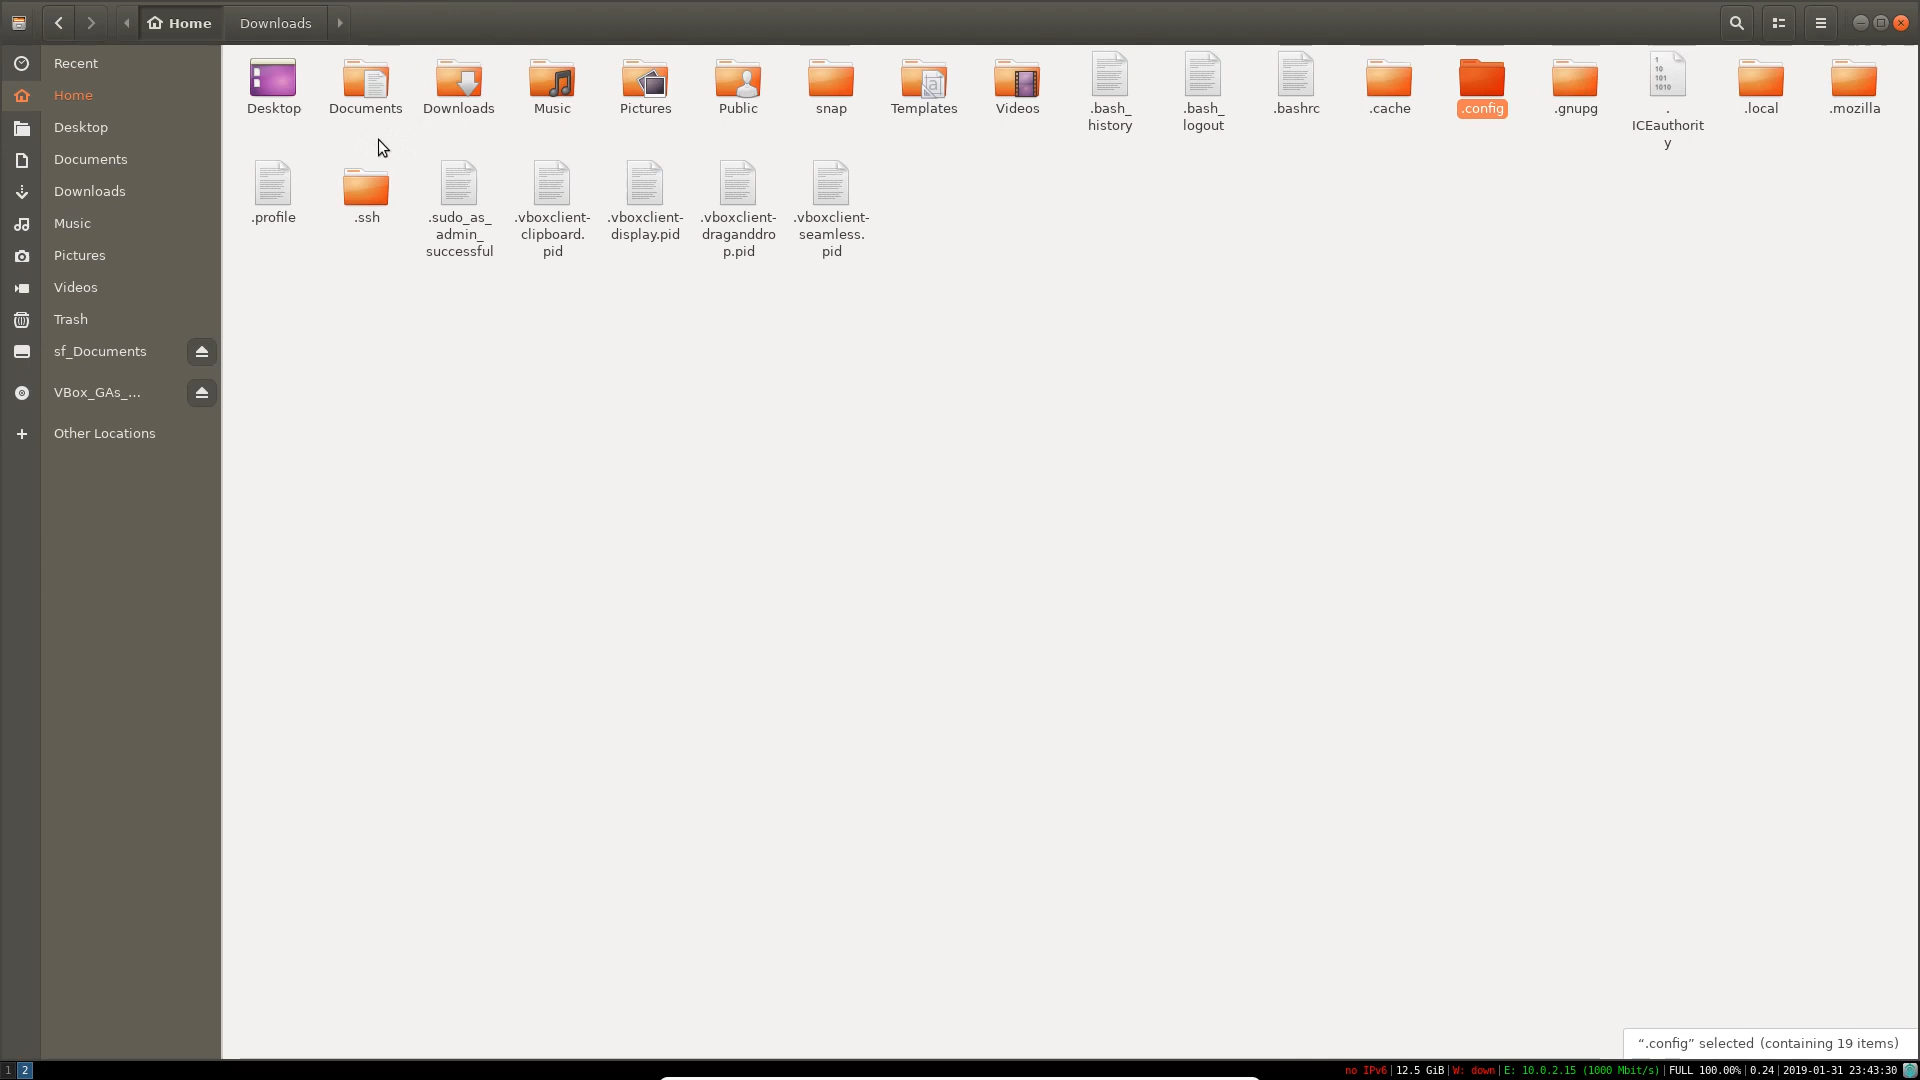 Home
Downloads
Recent
Home
Desktop
Documents
Downloads
Music
Pictures
Videos
Trash
sf_Documents
VBox_GAs_...
Other Locations
Desktop
Documents
Downloads
Music
Pictures
Public
snap
Templates
Videos
.bash_
history
.bash_
logout
.bashrc
.cache
.config
.gnupg
1
10
101
1010
.
ICEauthorit
y
.local
.mozilla
.profile
.ssh
.sudo_as_
admin_
successful
.vboxclient-
clipboard.
pid
.vboxclient-
display.pid
.vboxclient-
draganddro
p.pid
.vboxclient-
seamless.
pid
“.config” selected (containing 19 items)
1 2
no IPv6|12.5 GiB|W: down|E: 10.0.2.15 (1000 Mbit/s)|FULL 100.00%|0.24|2019-01-31 23:43:30